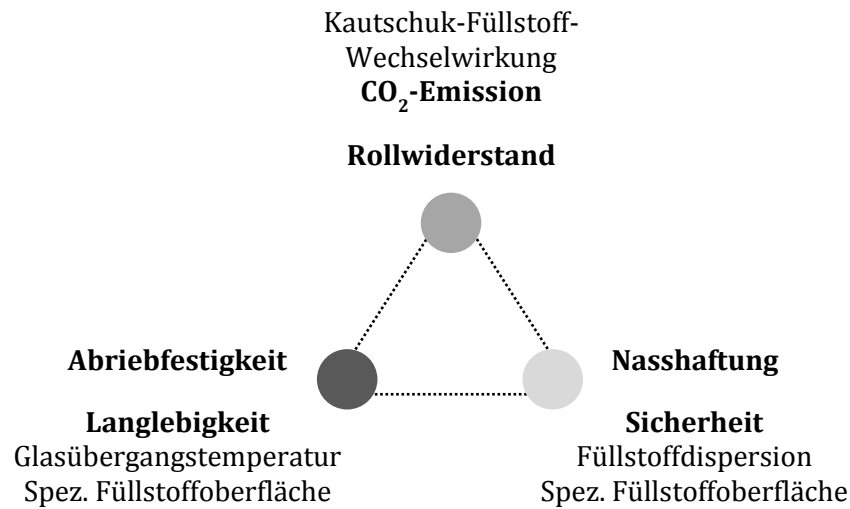 Kautschuk-Füllstoff-
Wechselwirkung
CO₂-Emission
Rollwiderstand
Abriebfestigkeit
Nasshaftung
Langlebigkeit
Glasübergangstemperatur
Spez. Füllstoffoberfläche
Sicherheit
Füllstoffdispersion
Spez. Füllstoffoberfläche